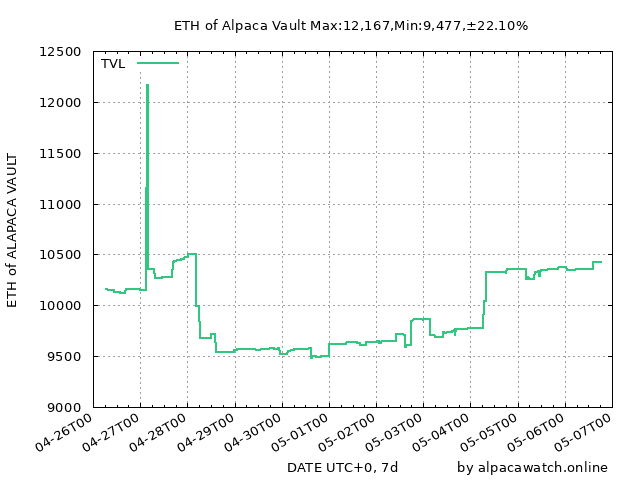 ETH of Alpaca Vault Max:12,167,Min:9,477,±22.10%
TVL
ETH of ALAPACA VAULT
12500
12000
11500
11000
10500
10000
9500
9000
04-26T00
04-27T00
04-28T00
04-29T00
04-30T00
05-01T00
05-02T00
05-03T00
05-04T00
05-05T00
05-06T00
05-07T00
DATE UTC+0, 7d
by alpacawatch.online